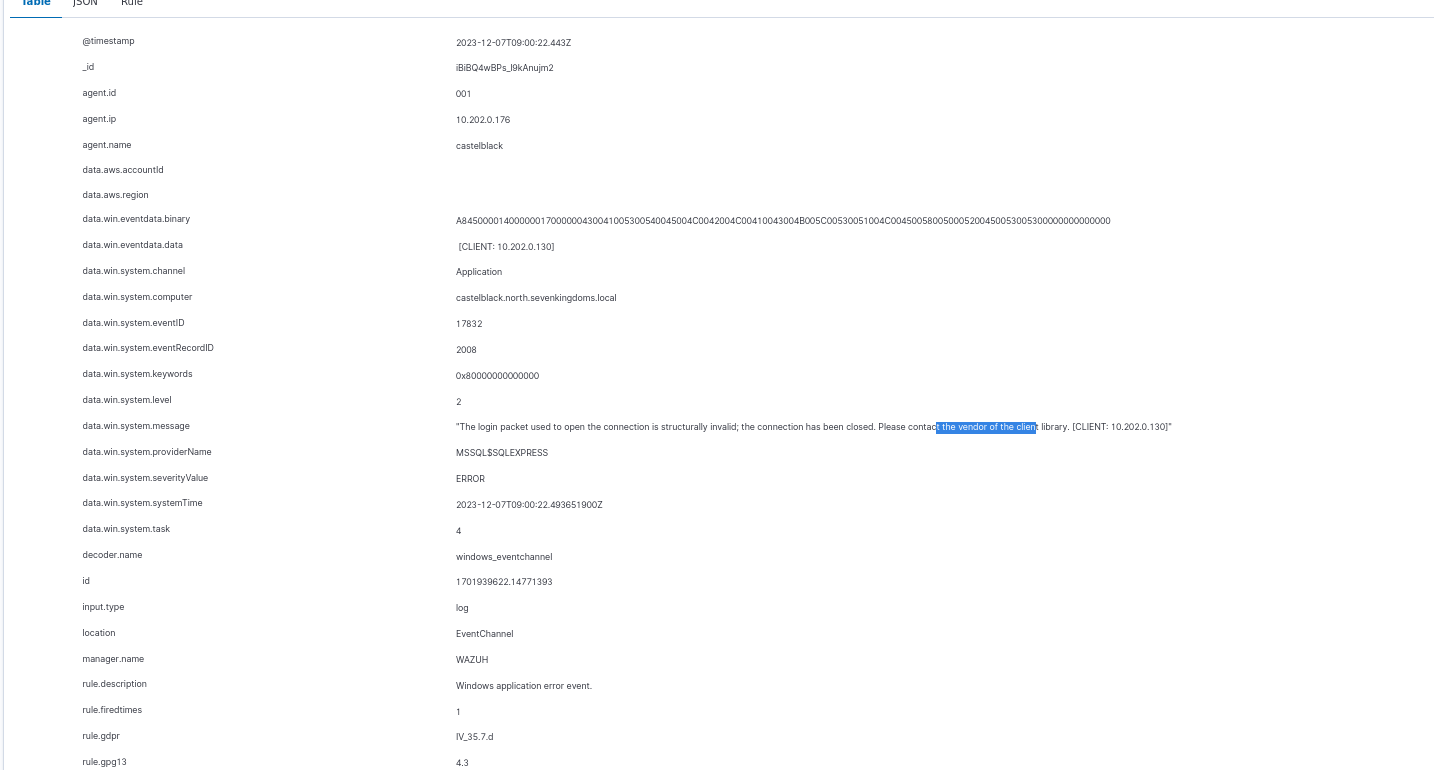 Table JSON Rule
@timestamp 2023-12-07T09:00:22.443Z
_id iBiBQ4wBPs_I9kAnujm2
agent.id 001
agent.ip 10.202.0.176
agent.name castelblack
data.aws.accountId
data.aws.region
data.win.eventdata.binary A84500001400000017000000430041005300540045004C0042004C00410043004B005C00530051004C004500580050005200450053005300000000000000
data.win.eventdata.data [CLIENT: 10.202.0.130]
data.win.system.channel Application
data.win.system.computer castelblack.north.sevenkingdoms.local
data.win.system.eventID 17832
data.win.system.eventRecordID 2008
data.win.system.keywords 0x80000000000000
data.win.system.level 2
data.win.system.message "The login packet used to open the connection is structurally invalid; the connection has been closed. Please contact the vendor of the client library. [CLIENT: 10.202.0.130]"
data.win.system.providerName MSSQL$SQLEXPRESS
data.win.system.severityValue ERROR
data.win.system.systemTime 2023-12-07T09:00:22.493651900Z
data.win.system.task 4
decoder.name windows_eventchannel
id 1701939622.14771393
input.type log
location EventChannel
manager.name WAZUH
rule.description Windows application error event.
rule.firedtimes 1
rule.gdpr IV_35.7.d
rule.gpg13 4.3